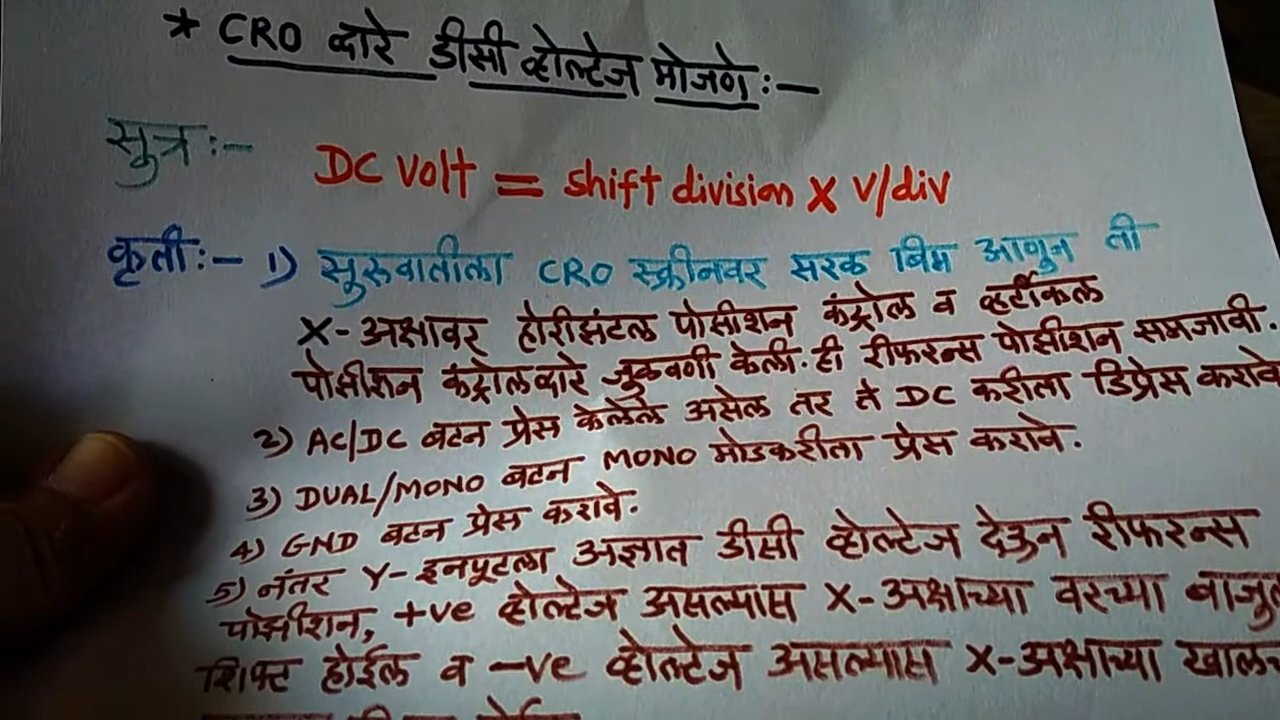 * CRO व्दारे डीसी व्होल्टेज मोजणे :-
सुत्र :-
DC Volt = shift division X V/div
कृती :- 1) सुरुवातीला CRO स्क्रीनवर सरळ बिम आणुन ती
X-अक्षावर होरीझंटल पोझीशन कंट्रोल व व्हर्टीकल
पोझीशन कंट्रोलव्दारे जुळवणी केली. ही रीफरन्स पोझीशन समजावी.
2) AC/DC बटन प्रेस केलेले असेल तर ते DC करीता डिप्रेस करावे
3) DUAL/MONO बटन MONO मोडकरीता प्रेस करावे.
4) GND बटन प्रेस करावे.
5) नंतर Y-इनपूटला अज्ञात डीसी व्होल्टेज देऊन रीफरन्स
पोझीशन, +ve व्होल्टेज असल्यास X-अक्षाच्या वरच्या
शिफ्ट होईल व -ve व्होल्टेज असल्यास X-अक्षाच्या